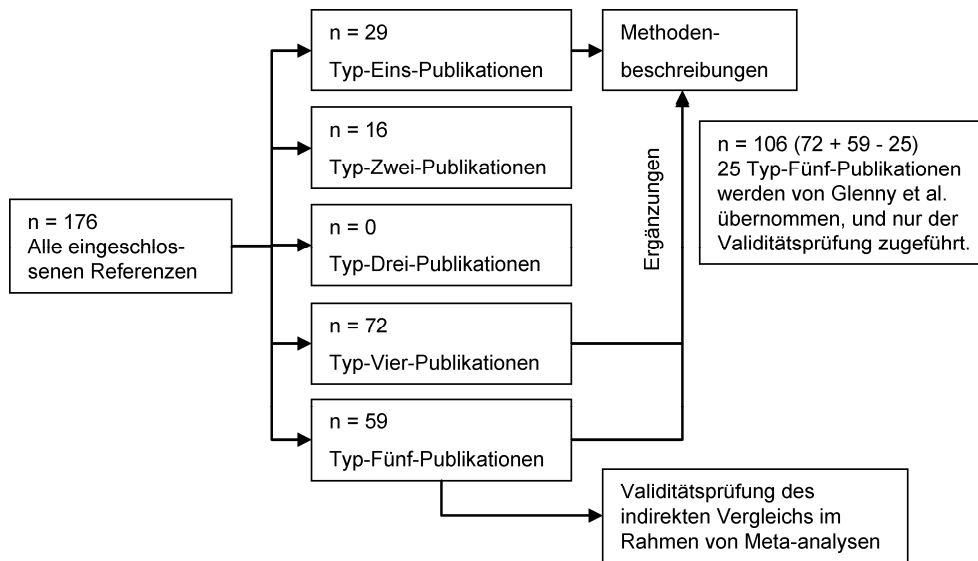 n = 176
Alle eingeschlos-
senen Referenzen
n = 29
Typ-Eins-Publikationen
n = 16
Typ-Zwei-Publikationen
n = 0
Typ-Drei-Publikationen
n = 72
Typ-Vier-Publikationen
n = 59
Typ-Fünf-Publikationen
Methoden-
beschreibungen
Ergänzungen
n = 106 (72 + 59 - 25)
25 Typ-Fünf-Publikationen
werden von Glenny et al.
übernommen, und nur der
Validitätsprüfung zugeführt.
Validitätsprüfung des
indirekten Vergleichs im
Rahmen von Meta-analysen